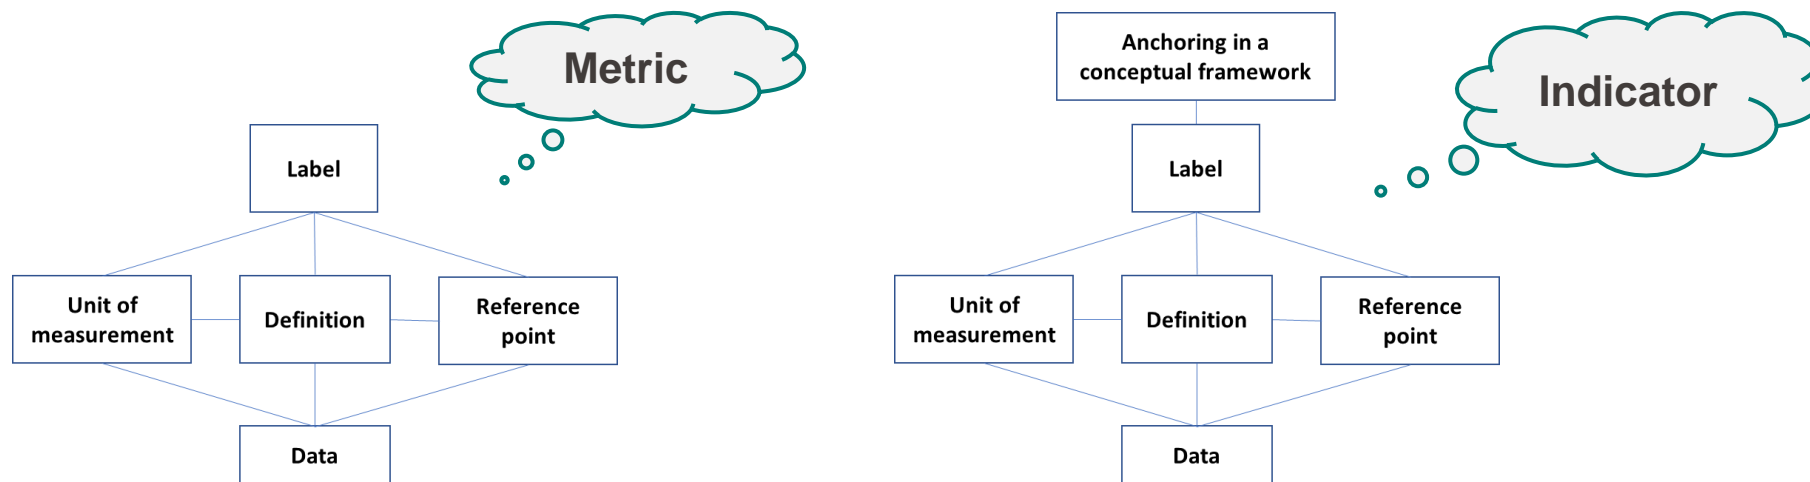 Metric
Label
Unit of
measurement
Definition
Reference
point
Data
Anchoring in a
conceptual framework
Indicator
Label
Unit of
measurement
Definition
Reference
point
Data